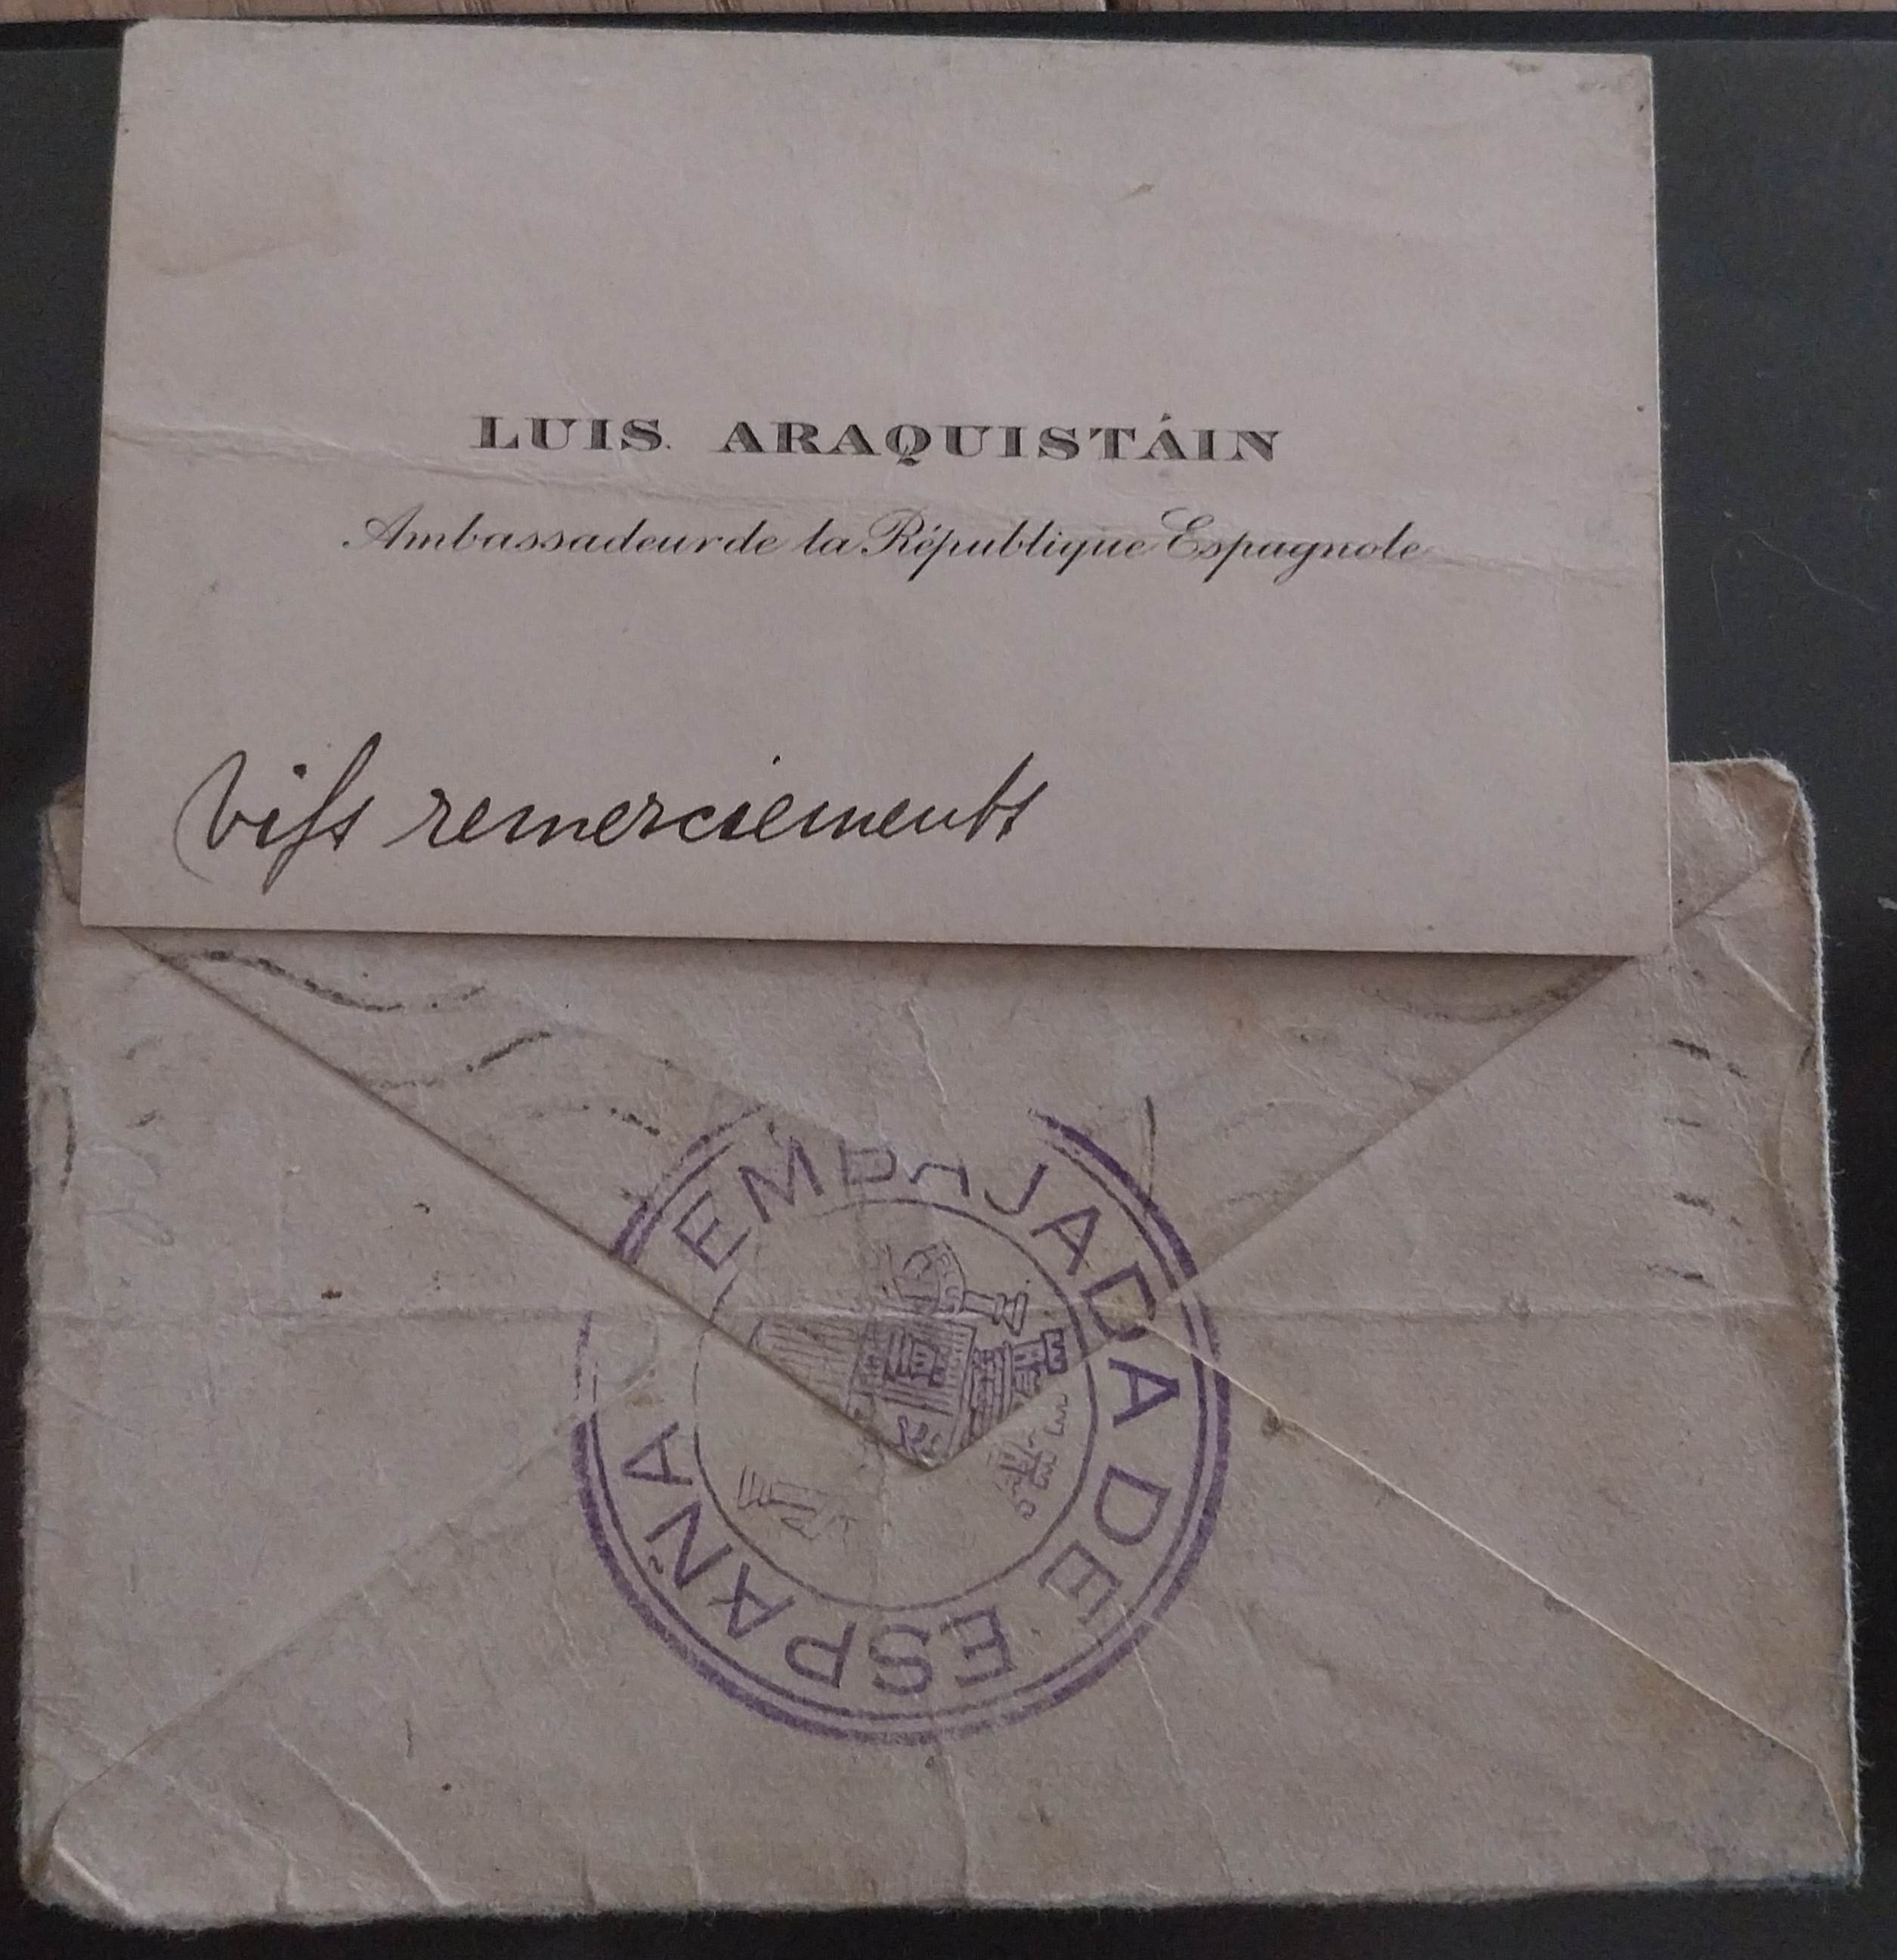 LUIS ARAQUISTÁIN
Ambassadeur de la République Espagnole
Vifs remerciements
EMBAJADA DE ESPAÑA